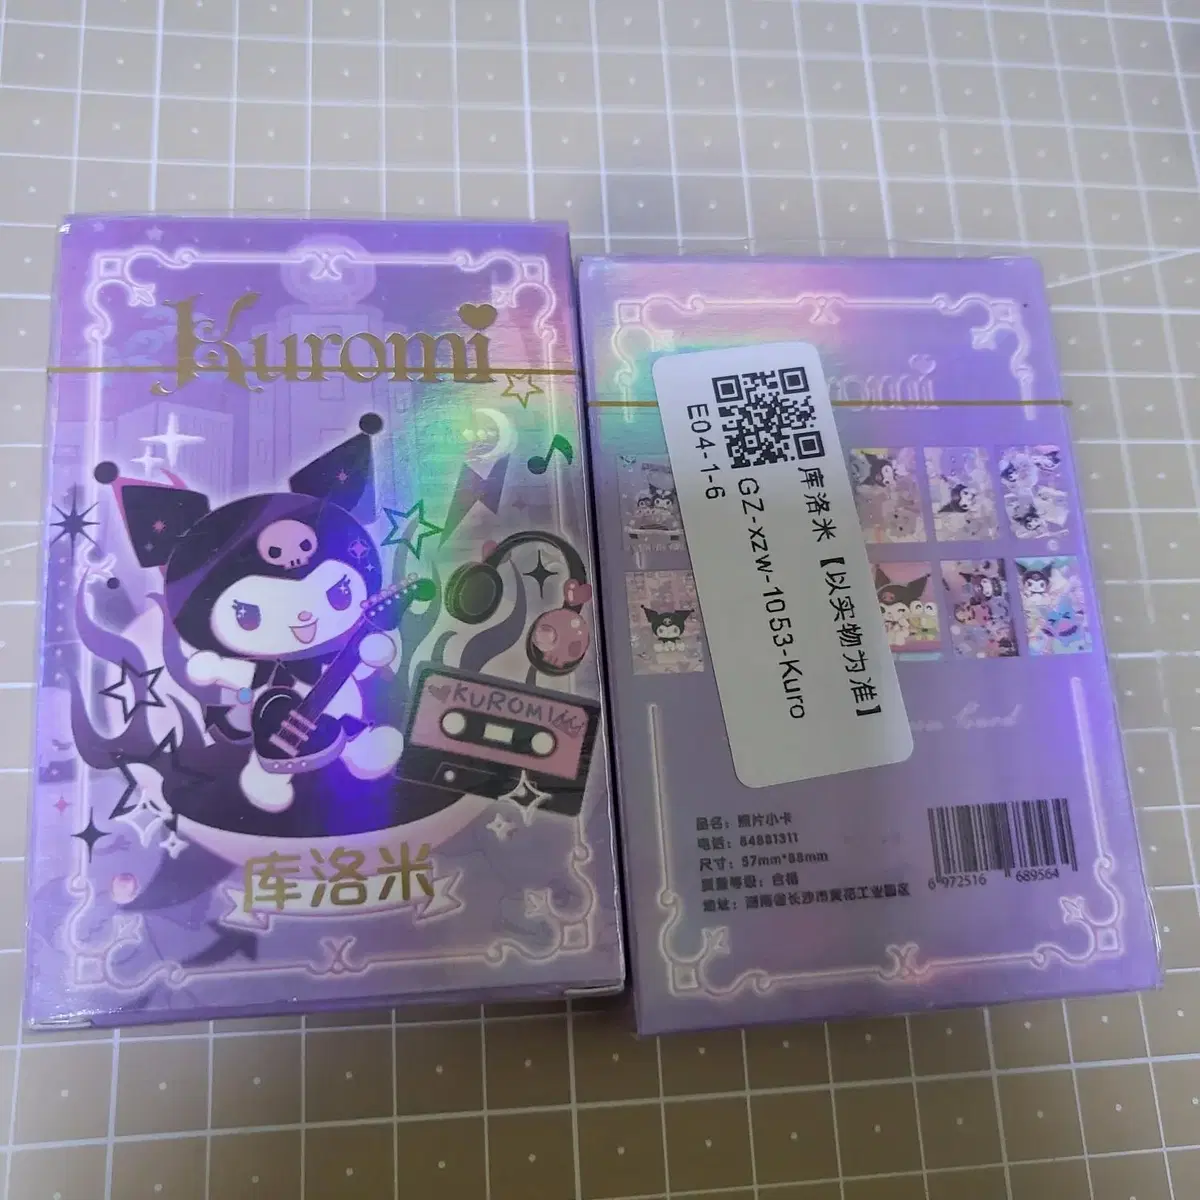 Kuromi
KUROMI
库洛米
库洛米【以实物为准】
GZ-xzw-1053-Kuro
E04-1-6
品名：照片小卡
电话：84881311
尺寸：57mm*88mm
质量等级：合格
地址：湖南省长沙市黄花工业园区
6 972516 689564